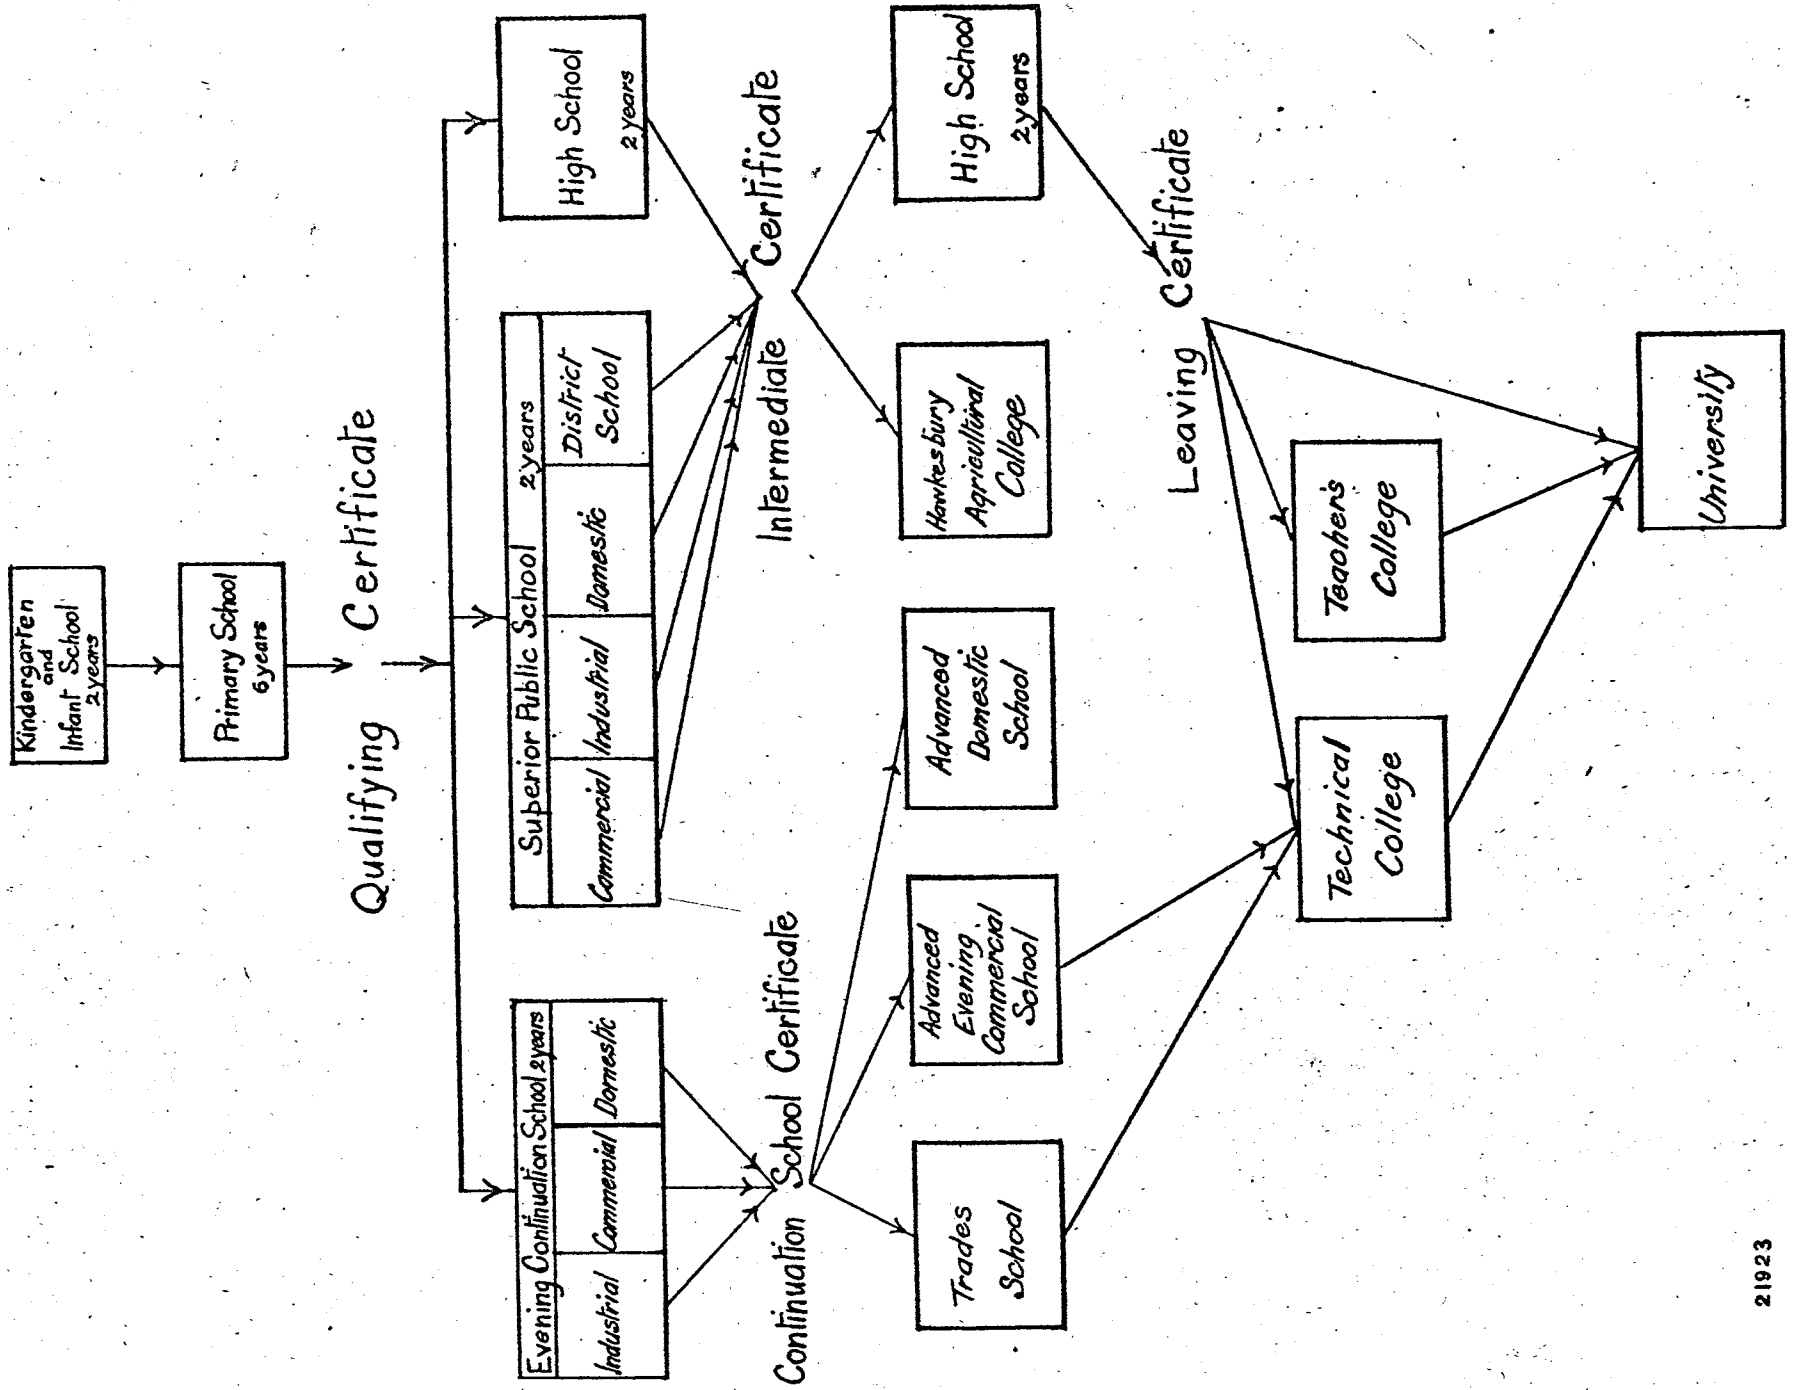 Kindergarten
and
Infant School
2 years
Primary School
6 years
Qualifying Certificate
Evening Continuation School 2 years
Industrial
Commercial
Domestic
Superior Public School 2 years
Commercial
Industrial
Domestic
District
School
High School
2 years
Continuation School Certificate
Intermediate Certificate
Trades
School
Advanced
Evening
Commercial
School
Advanced
Domestic
School
Hawkesbury
Agricultural
College
High School
2 years
Leaving Certificate
Technical
College
Teacher's
College
University
21923